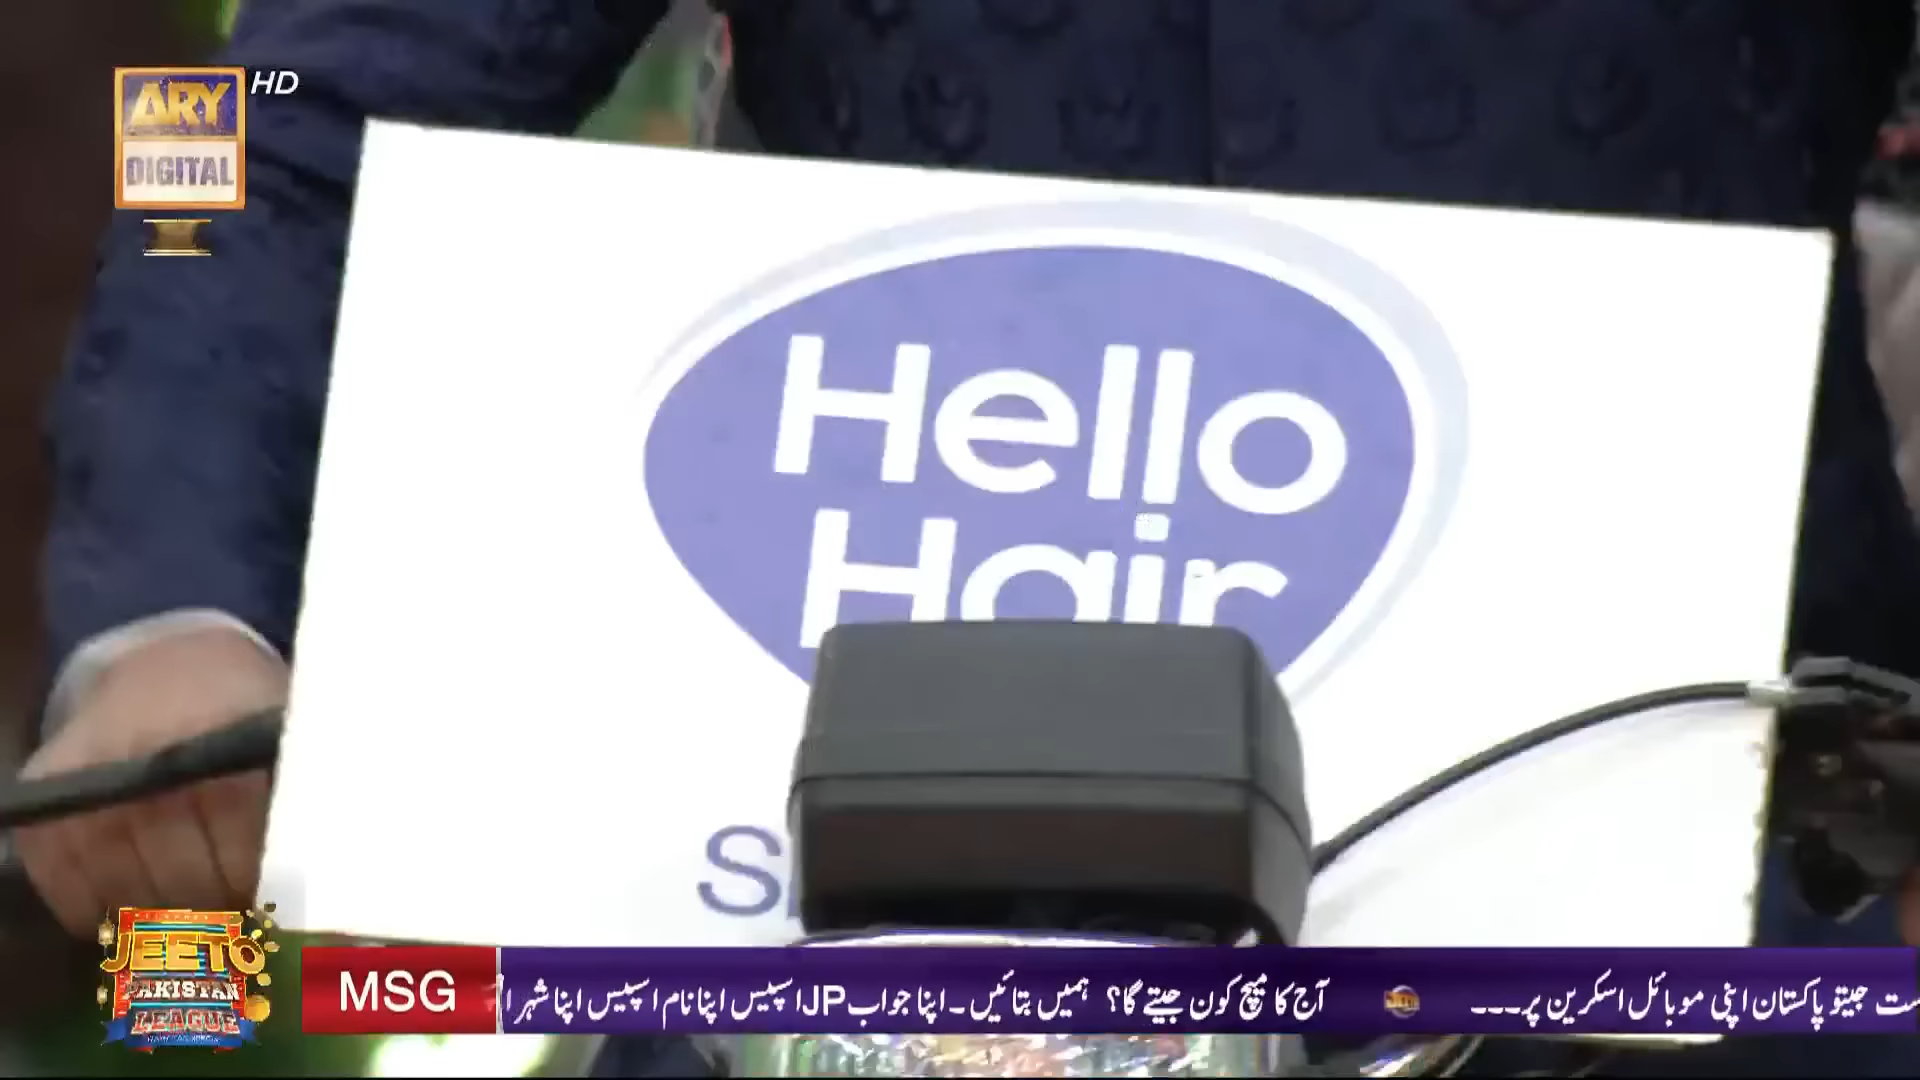 ARY
DIGITAL
HD
Hello
Hair
JEETO
PAKISTAN
LEAGUE
MSG
آج کا میچ کون جیتے گا؟ ہمیں بتائیں۔ اپنا جواب JP اسپیس اپنا نام اسپیس اپنا شہر
جیتو پاکستان اپنی موبائل اسکرین پر۔۔۔